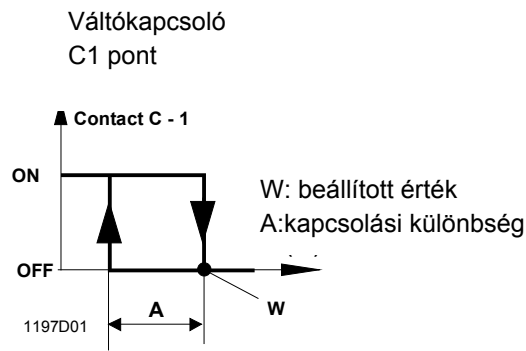 Váltókapcsoló
C1 pont
Contact C - 1
ON
W: beállított érték
A:kapcsolási különbség
OFF
A
W
1197D01